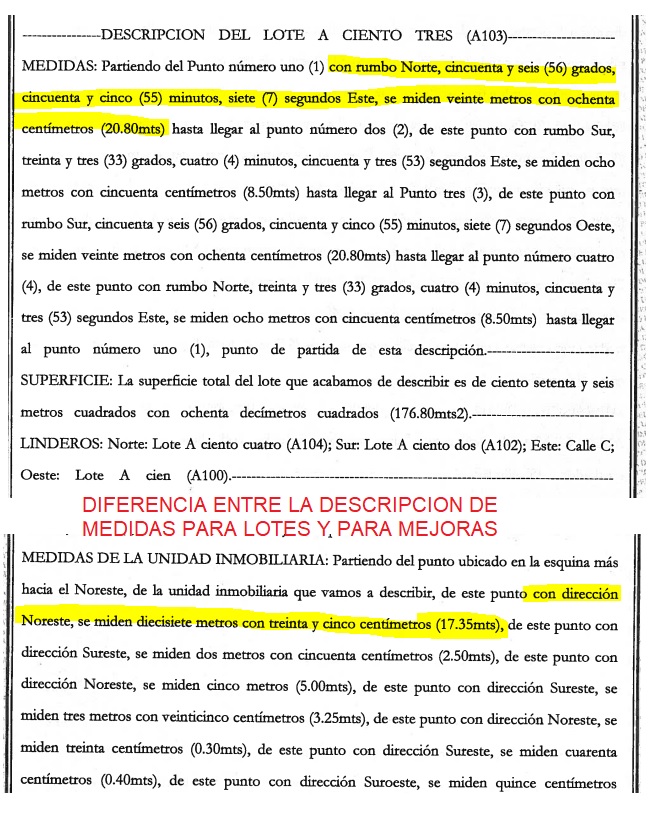 ----------------DESCRIPCION DEL LOTE A CIENTO TRES (A103)----------------------
MEDIDAS: Partiendo del Punto número uno (1) con rumbo Norte, cincuenta y seis (56) grados,
cincuenta y cinco (55) minutos, siete (7) segundos Este, se miden veinte metros con ochenta
centímetros (20.80mts) hasta llegar al punto número dos (2), de este punto con rumbo Sur,
treinta y tres (33) grados, cuatro (4) minutos, cincuenta y tres (53) segundos Este, se miden ocho
metros con cincuenta centímetros (8.50mts) hasta llegar al Punto tres (3), de este punto con
rumbo Sur, cincuenta y seis (56) grados, cincuenta y cinco (55) minutos, siete (7) segundos Oeste,
se miden veinte metros con ochenta centímetros (20.80mts) hasta llegar al punto número cuatro
(4), de este punto con rumbo Norte, treinta y tres (33) grados, cuatro (4) minutos, cincuenta y
tres (53) segundos Este, se miden ocho metros con cincuenta centímetros (8.50mts) hasta llegar
al punto número uno (1), punto de partida de esta descripción.--------------------------
SUPERFICIE: La superficie total del lote que acabamos de describir es de ciento setenta y seis
metros cuadrados con ochenta decímetros cuadrados (176.80mts2).-----------------------------
LINDEROS: Norte: Lote A ciento cuatro (A104); Sur: Lote A ciento dos (A102); Este: Calle C;
Oeste: Lote A cien (A100).------------------------------------------------------------------------------
DIFERENCIA ENTRE LA DESCRIPCION DE
MEDIDAS PARA LOTES Y PARA MEJORAS
MEDIDAS DE LA UNIDAD INMOBILIARIA: Partiendo del punto ubicado en la esquina más
hacia el Noreste, de la unidad inmobiliaria que vamos a describir, de este punto con dirección
Noreste, se miden diecisiete metros con treinta y cinco centímetros (17.35mts), de este punto con
dirección Sureste, se miden dos metros con cincuenta centímetros (2.50mts), de este punto con
dirección Noreste, se miden cinco metros (5.00mts), de este punto con dirección Sureste, se
miden tres metros con veinticinco centímetros (3.25mts), de este punto con dirección Noreste, se
miden treinta centímetros (0.30mts), de este punto con dirección Sureste, se miden cuarenta
centímetros (0.40mts), de este punto con dirección Suroeste, se miden quince centímetros